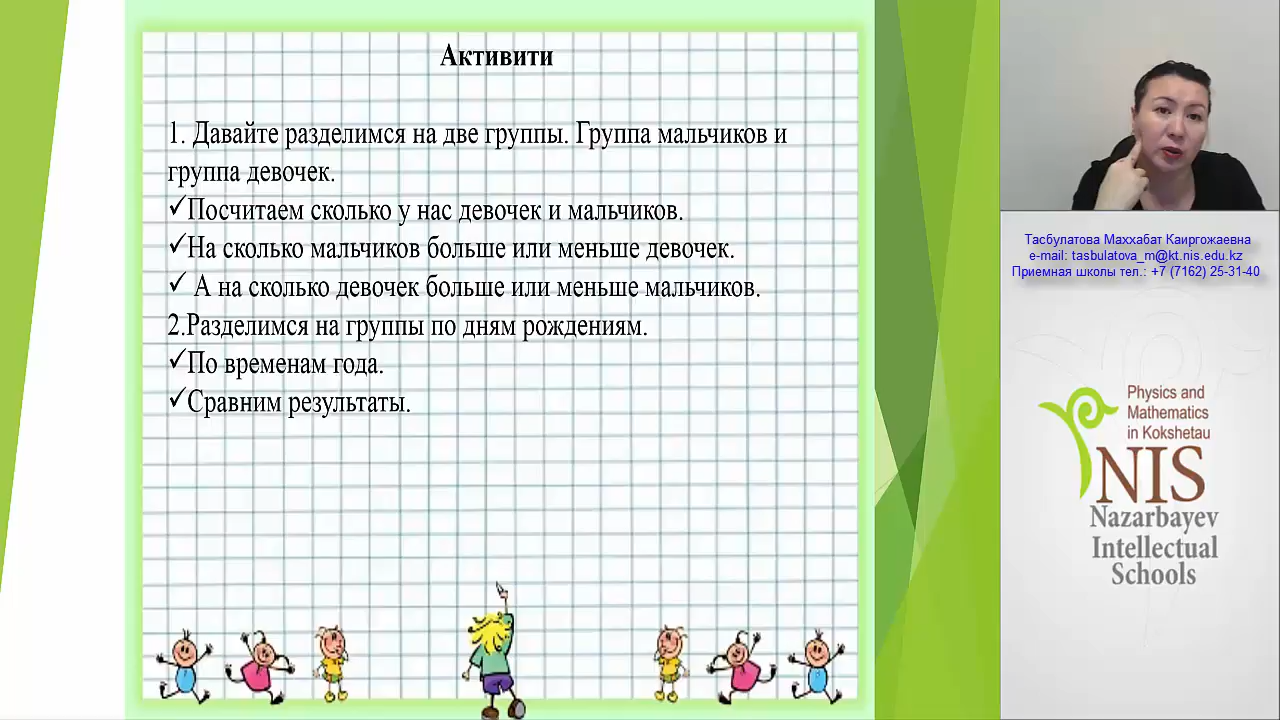 Активити
1. Давайте разделимся на две группы. Группа мальчиков и
группа девочек.
✓Посчитаем сколько у нас девочек и мальчиков.
✓На сколько мальчиков больше или меньше девочек.
✓ А на сколько девочек больше или меньше мальчиков.
2.Разделимся на группы по дням рождениям.
✓По временам года.
✓Сравним результаты.
Тасбулатова Маххабат Каиргожаевна
e-mail: tasbulatova_m@kt.nis.edu.kz
Приемная школы тел.: +7 (7162) 25-31-40
Physics and
Mathematics
in Kokshetau
NIS
Nazarbayev
Intellectual
Schools